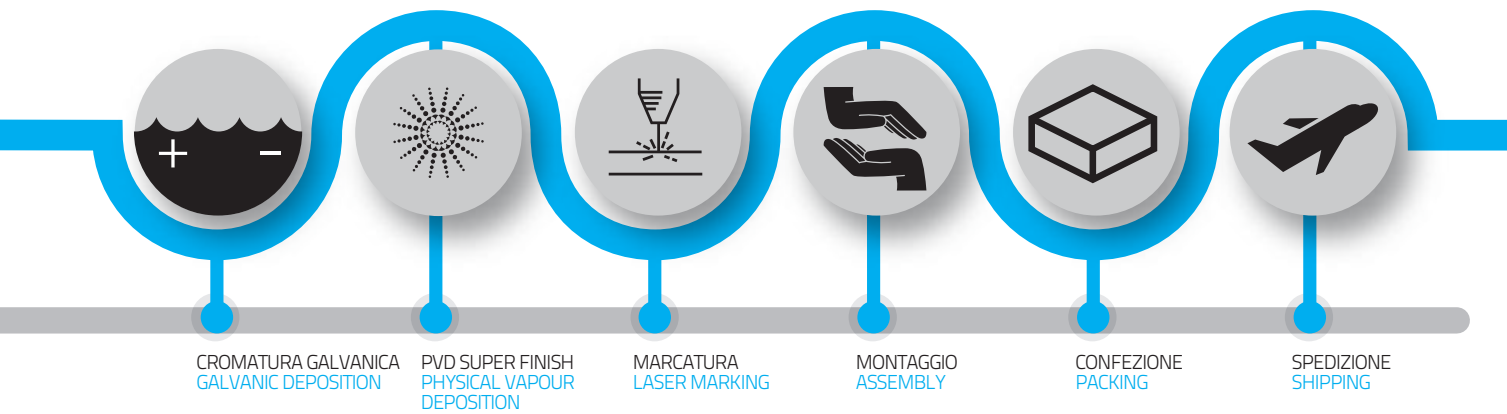 CROMATURA GALVANICA
GALVANIC DEPOSITION
PVD SUPER FINISH
PHYSICAL VAPOUR
DEPOSITION
MARCATURA
LASER MARKING
MONTAGGIO
ASSEMBLY
CONFEZIONE
PACKING
SPEDIZIONE
SHIPPING